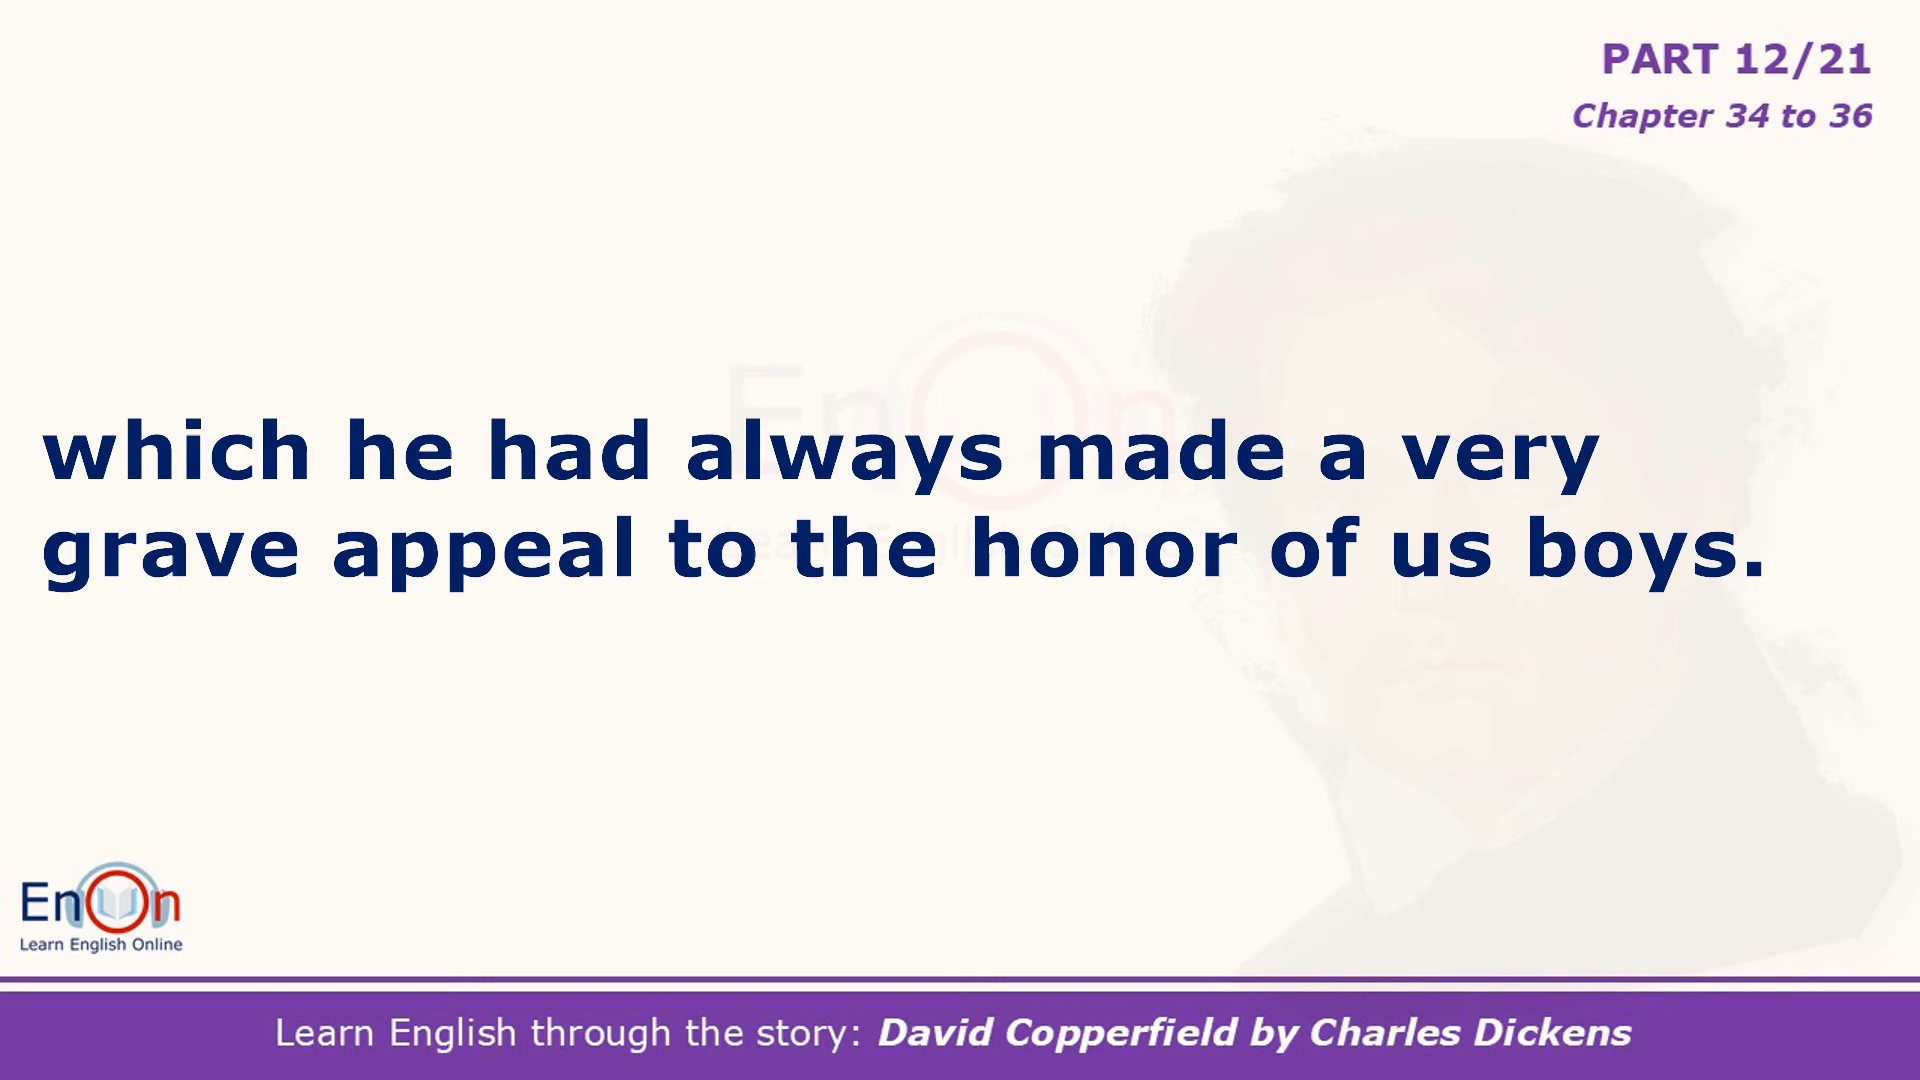 PART 12/21
Chapter 34 to 36
which he had always made a very
grave appeal to the honor of us boys.
EnOn
Learn English Online
Learn English through the story: David Copperfield by Charles Dickens